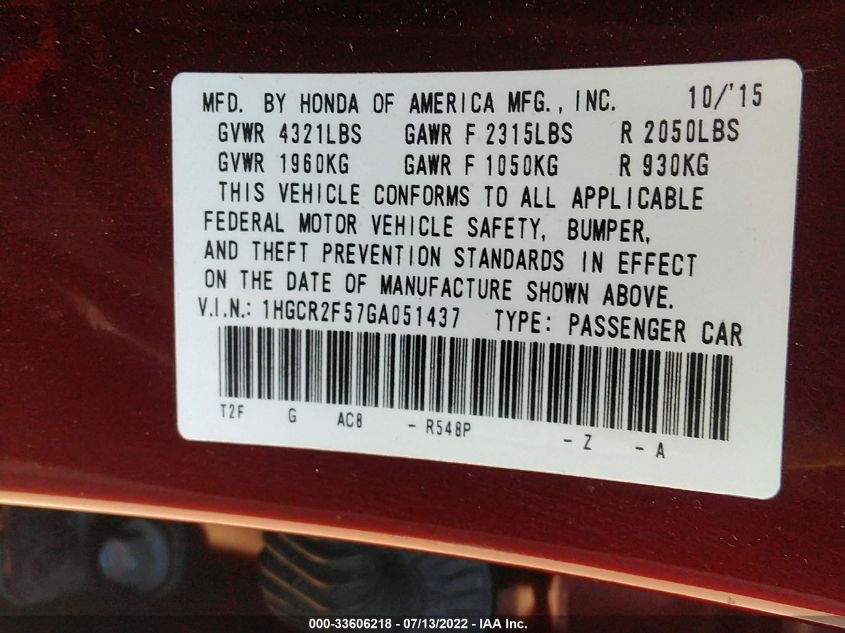 MFD. BY HONDA OF AMERICA MFG., INC. 10/'15
GVWR 4321LBS GAWR F 2315LBS R 2050LBS
GVWR 1960KG GAWR F 1050KG R 930KG
THIS VEHICLE CONFORMS TO ALL APPLICABLE
FEDERAL MOTOR VEHICLE SAFETY, BUMPER,
AND THEFT PREVENTION STANDARDS IN EFFECT
ON THE DATE OF MANUFACTURE SHOWN ABOVE.
V.I.N.: 1HGCR2F57GA051437 TYPE: PASSENGER CAR
T2F G AC8 - R548P - Z - A
000-33606218 - 07/13/2022 - IAA Inc.